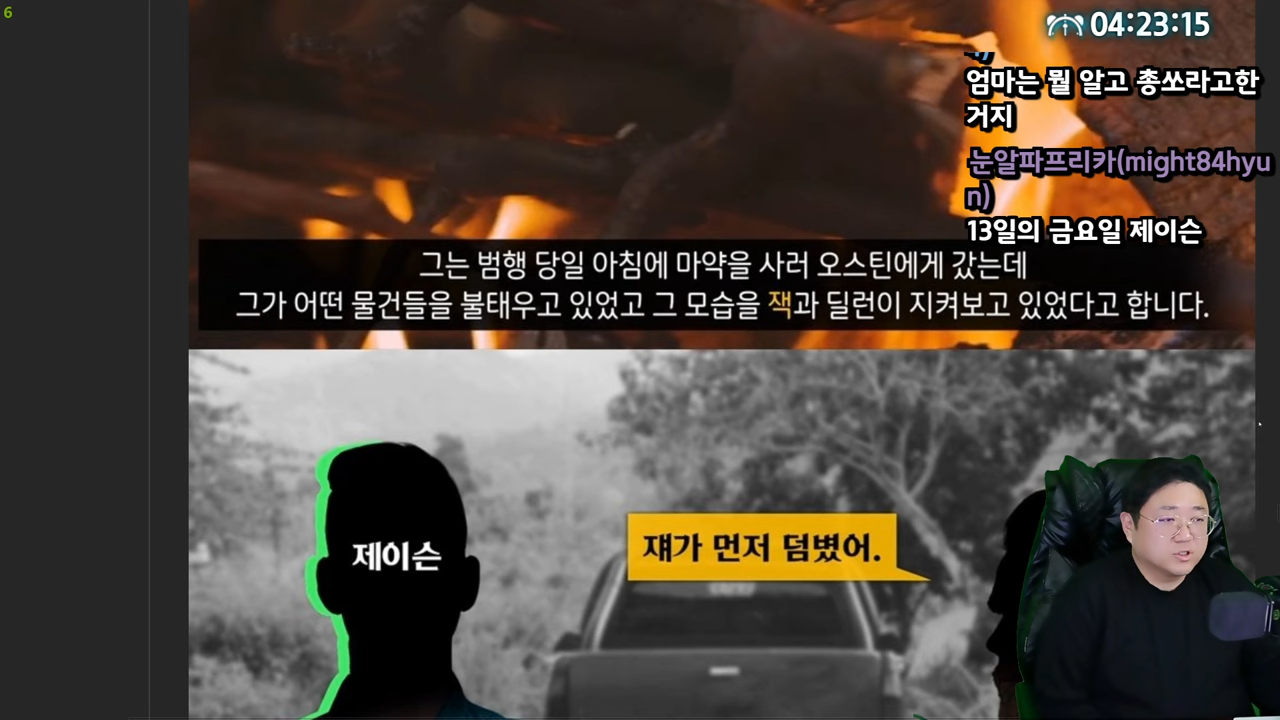 6
04:23:15
엄마는 뭘 알고 총쏘라고한
거지
눈알파프리카(might84hyu
n)
13일의 금요일 제이슨
그는 범행 당일 아침에 마약을 사러 오스틴에게 갔는데
그가 어떤 물건들을 불태우고 있었고 그 모습을 잭과 딜런이 지켜보고 있었다고 합니다.
제이슨
걔가 먼저 덤볐어.